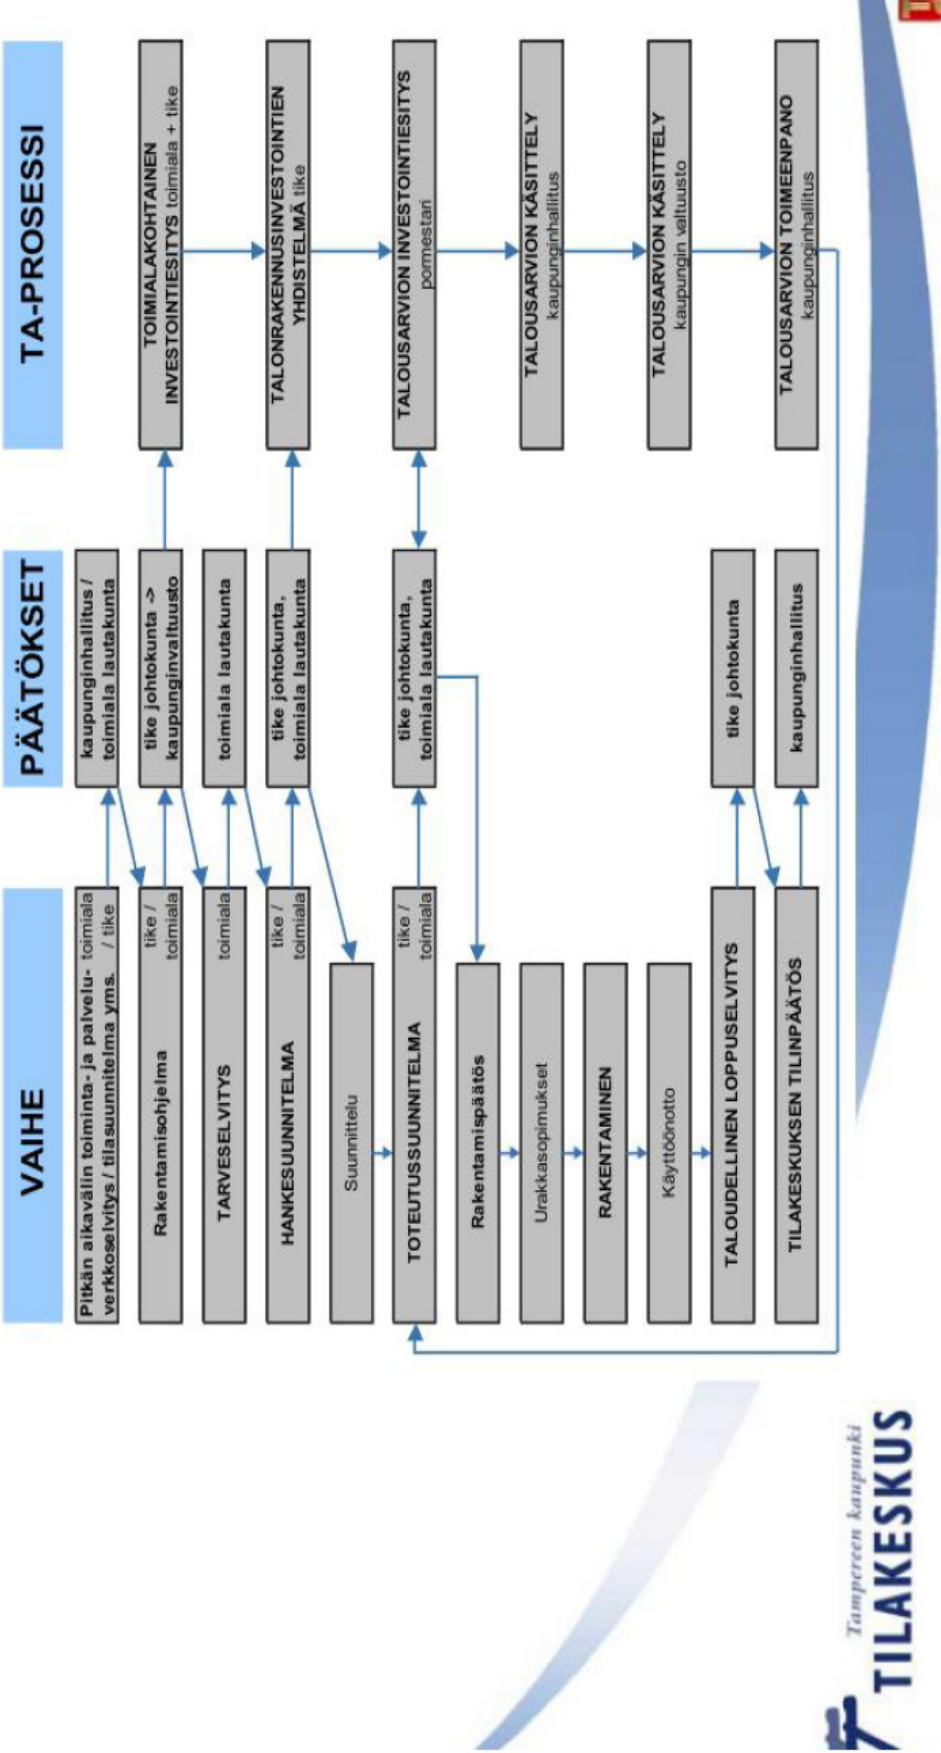 VAIHE
PÄÄTÖKSET
TA-PROSESSI
Pitkän aikavälin toiminta- ja palvelu- toimiala
verkkoselvitys / tilasuunnitelma yms. / tike
kaupunginhallitus /
toimiala lautakunta
Rakentamisohjelma
tike /
toimiala
tike johtokunta ->
kaupunginvaltuusto
TOIMIALAKOHTAINEN
INVESTOINTIESITYS toimiala + tike
TARVESELVITYS
toimiala
toimiala lautakunta
HANKESUUNNITELMA
tike /
toimiala
tike johtokunta,
toimiala lautakunta
TALONRAKENNUSINVESTOINTIEN
YHDISTELMÄ tike
Suunnittelu
TOTEUTUSSUUNNITELMA
tike /
toimiala
tike johtokunta,
toimiala lautakunta
TALOUSARVION INVESTOINTIESITYS
pormestari
Rakentamispäätös
Urakkasopimukset
TALOUSARVION KÄSITTELY
kaupunginhallitus
RAKENTAMINEN
Käyttöönotto
TALOUSARVION KÄSITTELY
kaupungin valtuusto
TALOUDELLINEN LOPPUSELVITYS
tike johtokunta
TILAKESKUKSEN TILINPÄÄTÖS
kaupunginhallitus
TALOUSARVION TOIMEENPANO
kaupunginhallitus
Tampereen kaupunki
TILAKESKUS